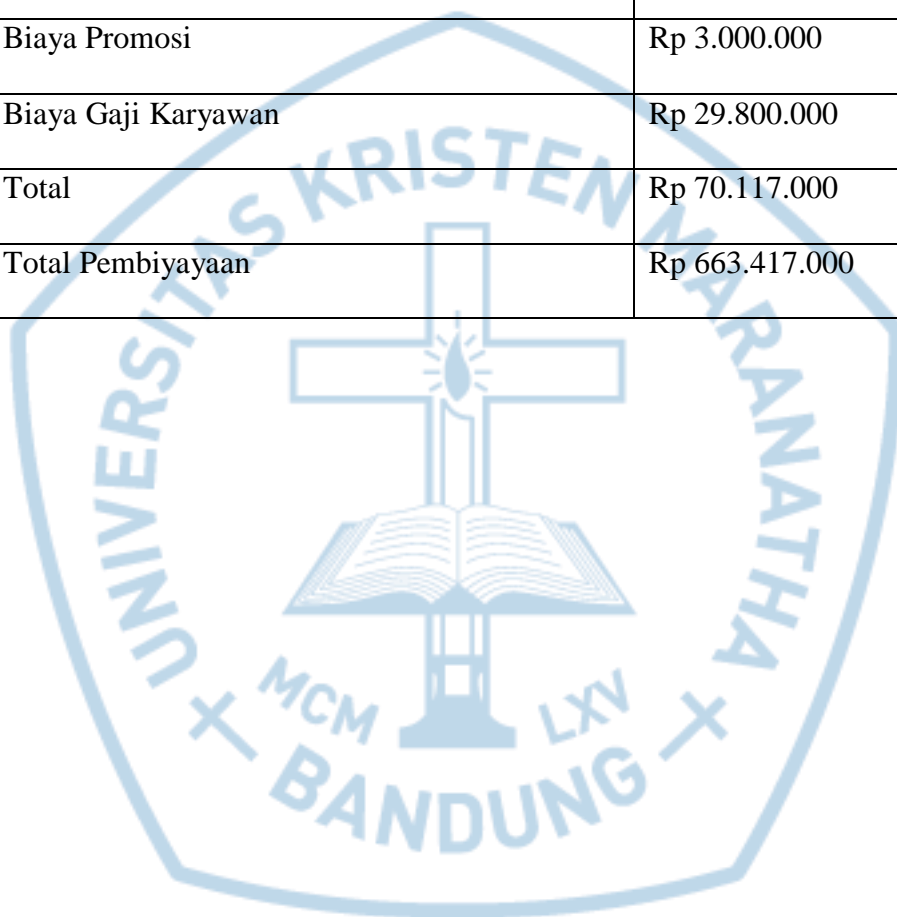 Biaya Promosi Rp 3.000.000
Biaya Gaji Karyawan Rp 29.800.000
Total Rp 70.117.000
Total Pembiyayaan Rp 663.417.000
UNIVERSITAS KRISTEN MARANATHA
MCM LXV
BANDUNG